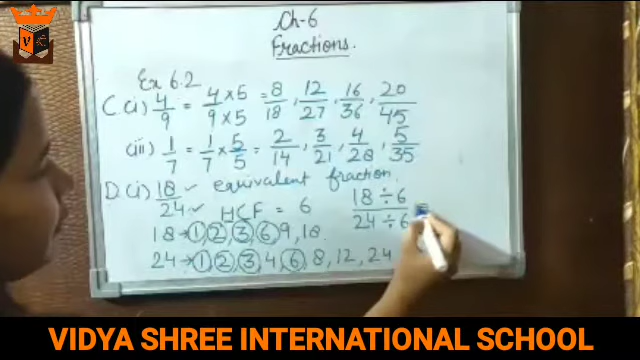 Ch-6
Fractions.
Ex 6.2
C.(i) 4/9 = 4×5/9×5 = 8/18, 12/27, 16/36, 20/45
(ii) 1/7 = 1/7 × 5/5 = 2/14, 3/21, 4/28, 5/35
D.(i) 18/24 equivalent fraction.
HCF = 6 18÷6/24÷6 =
18→1,2,3,6,9,18
24→1,2,3,4,6,8,12,24
VIDYA SHREE INTERNATIONAL SCHOOL